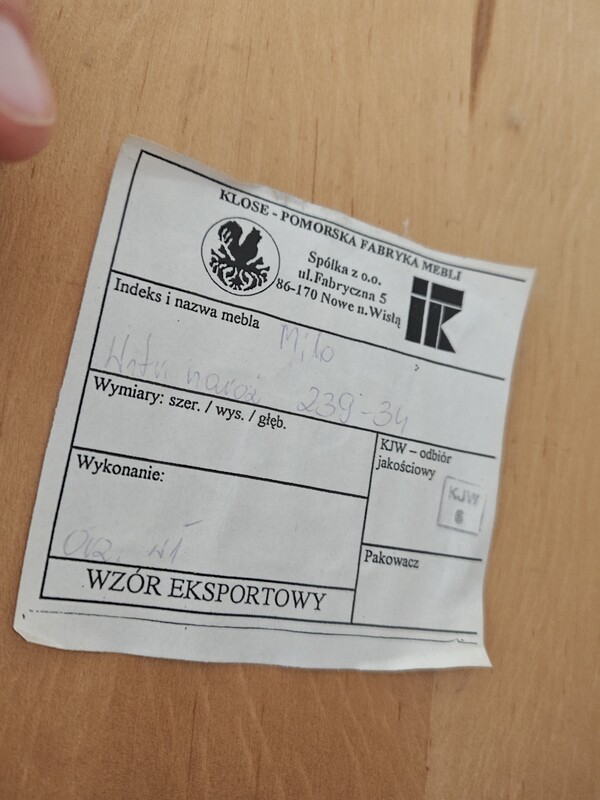 KLOSE - POMORSKA FABRYKA MEBLI
Spółka z o.o.
ul.Fabryczna 5
86-170 Nowe n.Wisłą
Indeks i nazwa mebla
Milo
239-34
Wymiary: szer. / wys. / głęb.
KJW – odbiór
jakościowy
KJW
Wykonanie:
Pakowacz
WZÓR EKSPORTOWY